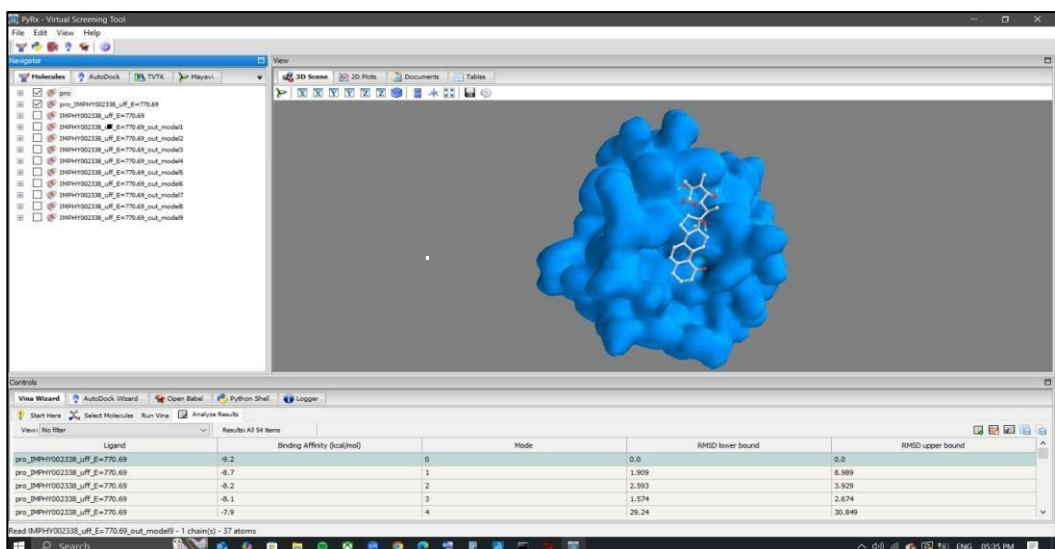 PyRx - Virtual Screening Tool
File Edit View Help
Navigator
View
Molecules AutoDock TVTK Mayavi
3D Scene 2D Plots Documents Tables
pro
pro_IMPHY002338_uff_E=770.69
IMPHY002338_uff_E=770.69
IMPHY002338_uff_E=770.69_out_model1
IMPHY002338_uff_E=770.69_out_model2
IMPHY002338_uff_E=770.69_out_model3
IMPHY002338_uff_E=770.69_out_model4
IMPHY002338_uff_E=770.69_out_model5
IMPHY002338_uff_E=770.69_out_model6
IMPHY002338_uff_E=770.69_out_model7
IMPHY002338_uff_E=770.69_out_model8
IMPHY002338_uff_E=770.69_out_model9
X X Y Y Z Z
Controls
Vina Wizard AutoDock Wizard Open Babel Python Shell Logger
Start Here Select Molecules Run Vina Analyze Results
View: No filter Results: All 54 items
Ligand Binding Affinity (kcal/mol) Mode RMSD lower bound RMSD upper bound
pro_IMPHY002338_uff_E=770.69 -9.2 0 0.0 0.0
pro_IMPHY002338_uff_E=770.69 -8.7 1 1.909 8.989
pro_IMPHY002338_uff_E=770.69 -8.2 2 2.593 3.929
pro_IMPHY002338_uff_E=770.69 -8.1 3 1.574 2.674
pro_IMPHY002338_uff_E=770.69 -7.9 4 29.24 30.849
Read IMPHY002338_uff_E=770.69_out_model9 - 1 chain(s) - 37 atoms
Search ENG 05:35 PM